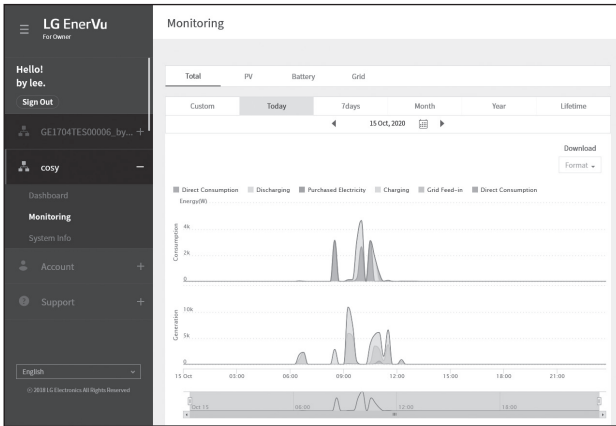 LG EnerVu
For Owner
Monitoring
Hello!
by lee.
Sign Out
GE1704TES00006_by...
cosy
Dashboard
Monitoring
System Info
Account
Support
English
© 2018 LG Electronics All Rights Reserved
Total PV Battery Grid
Custom Today 7days Month Year Lifetime
15 Oct, 2020
Download
Format
Direct Consumption Discharging Purchased Electricity Charging Grid Feed-in Direct Consumption
Energy(W)
Consumption
4k
2k
0
Generation
10k
5k
0
15 Oct 03:00 06:00 09:00 12:00 15:00 18:00 21:00
Oct 15 06:00 12:00 18:00